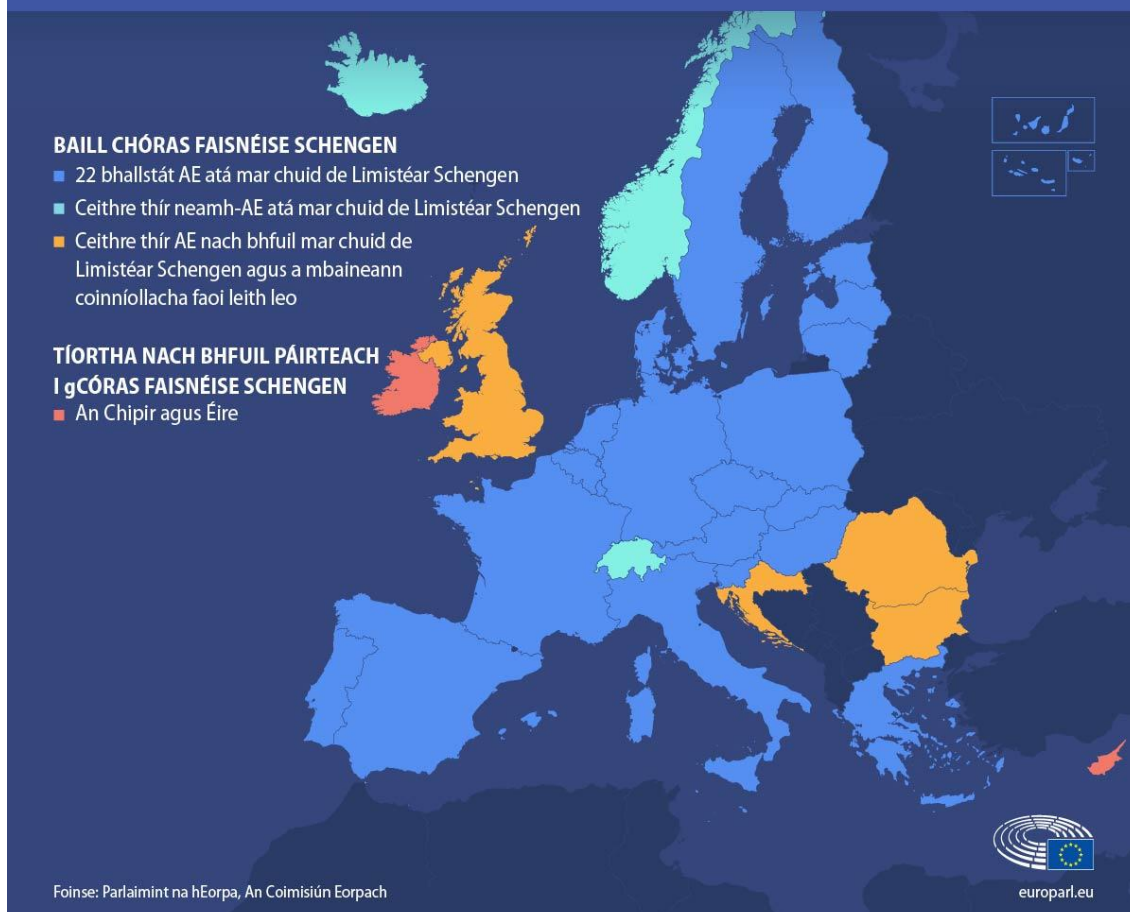 BAILL CHÓRAS FAISNÉISE SCHENGEN
22 bhallstát AE atá mar chuid de Limistéar Schengen
Ceithre thír neamh-AE atá mar chuid de Limistéar Schengen
Ceithre thír AE nach bhfuil mar chuid de
Limistéar Schengen agus a mbaineann
coinníollacha faoi leith leo
TÍORTHA NACH BHFUIL PÁIRTEACH
I gCÓRAS FAISNÉISE SCHENGEN
An Chipir agus Éire
Foinse: Parlaimint na hEorpa, An Coimisiún Eorpach
europarl.eu